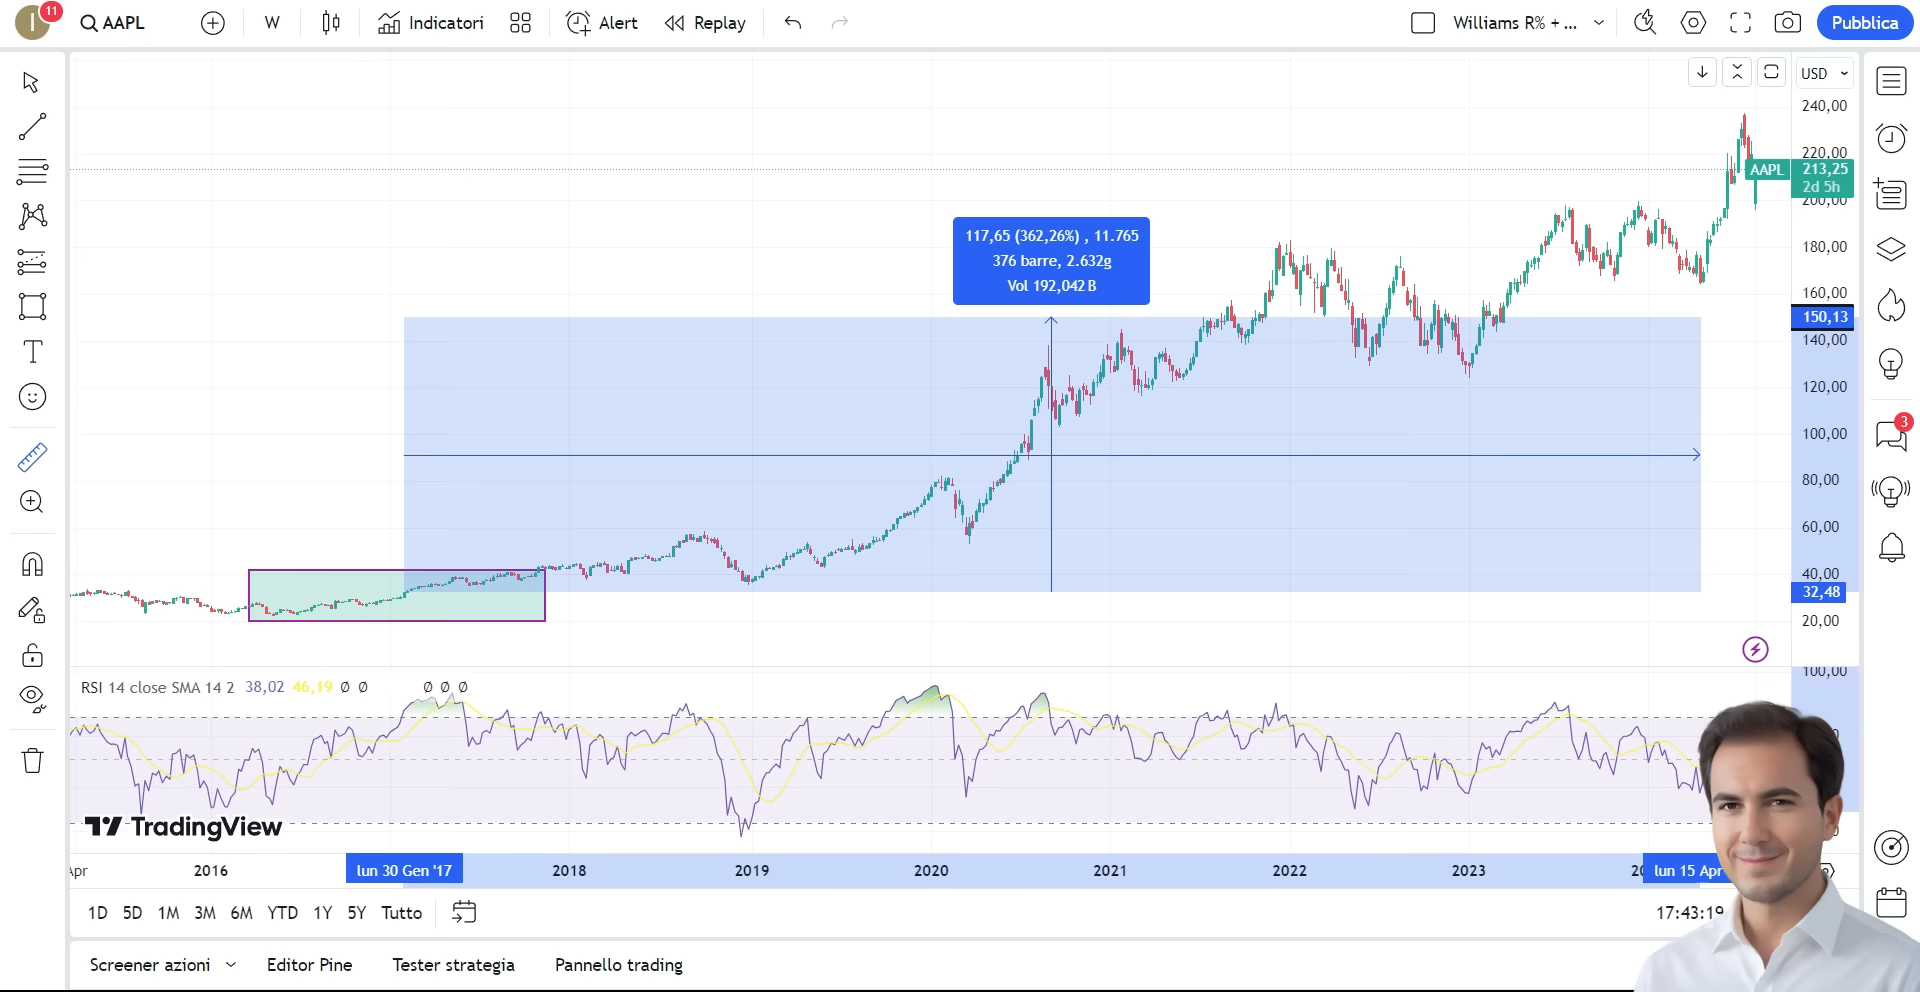 I
11
AAPL
W
Indicatori
Alert
Replay
Williams R% + ...
Pubblica
USD
240,00
220,00
AAPL
213,25
2d 5h
200,00
180,00
160,00
150,13
140,00
120,00
100,00
80,00
60,00
40,00
32,48
20,00
117,65 (362,26%) , 11.765
376 barre, 2.632g
Vol 192,042 B
3
RSI 14 close SMA 14 2 38,02 46,19 Ø Ø Ø Ø Ø
100,00
TradingView
Apr 2016 lun 30 Gen '17 2018 2019 2020 2021 2022 2023 lun 15 Apr
1D 5D 1M 3M 6M YTD 1Y 5Y Tutto
17:43:19
Screener azioni Editor Pine Tester strategia Pannello trading